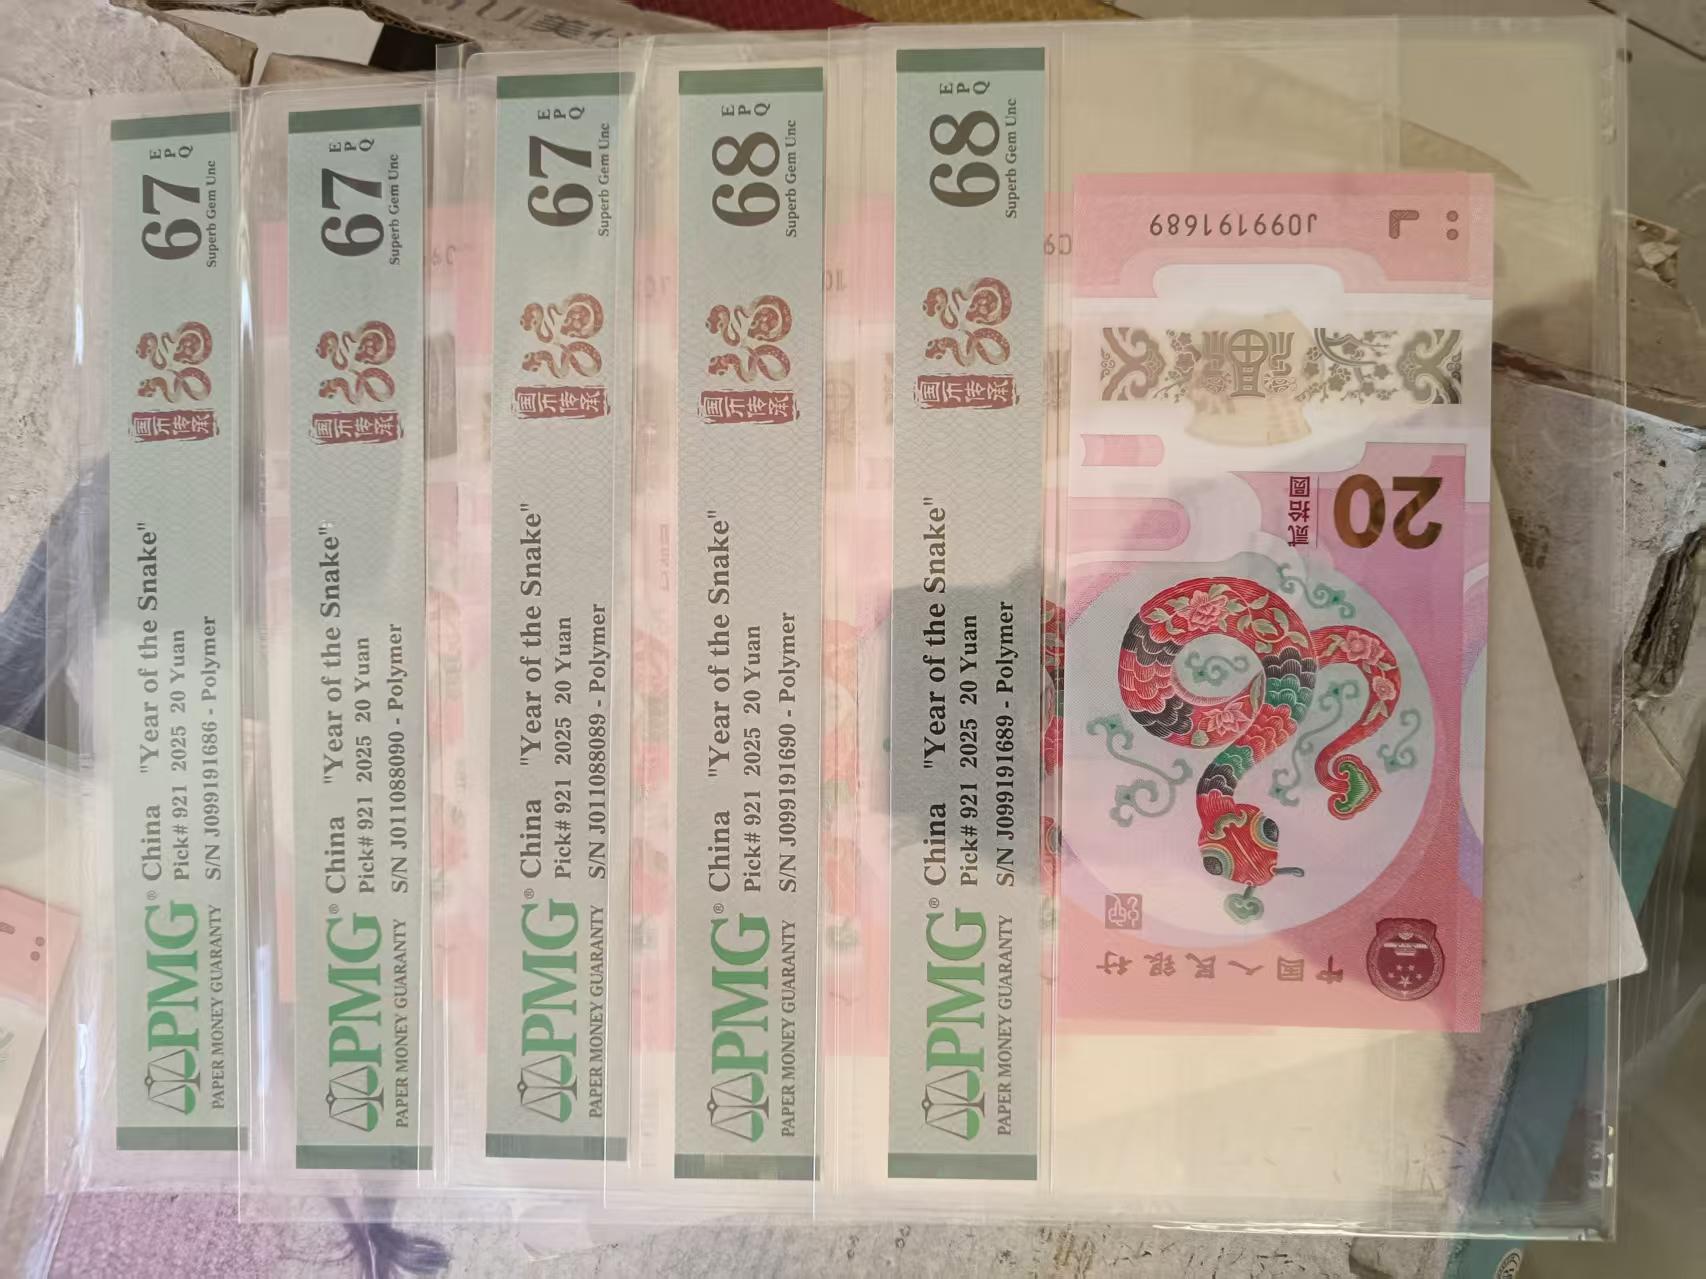 PMG®
PAPER MONEY GUARANTY
China "Year of the Snake"
Pick# 921 2025 20 Yuan
S/N J099191686 - Polymer
国币传承
67
EPQ
Superb Gem Unc
PMG®
PAPER MONEY GUARANTY
China "Year of the Snake"
Pick# 921 2025 20 Yuan
S/N J011088090 - Polymer
国币传承
67
EPQ
Superb Gem Unc
PMG®
PAPER MONEY GUARANTY
China "Year of the Snake"
Pick# 921 2025 20 Yuan
S/N J011088089 - Polymer
国币传承
67
EPQ
Superb Gem Unc
PMG®
PAPER MONEY GUARANTY
China "Year of the Snake"
Pick# 921 2025 20 Yuan
S/N J099191690 - Polymer
国币传承
68
EPQ
Superb Gem Unc
PMG®
PAPER MONEY GUARANTY
China "Year of the Snake"
Pick# 921 2025 20 Yuan
S/N J099191689 - Polymer
国币传承
68
EPQ
Superb Gem Unc
中国人民银行
20
贰拾圆
J099191689